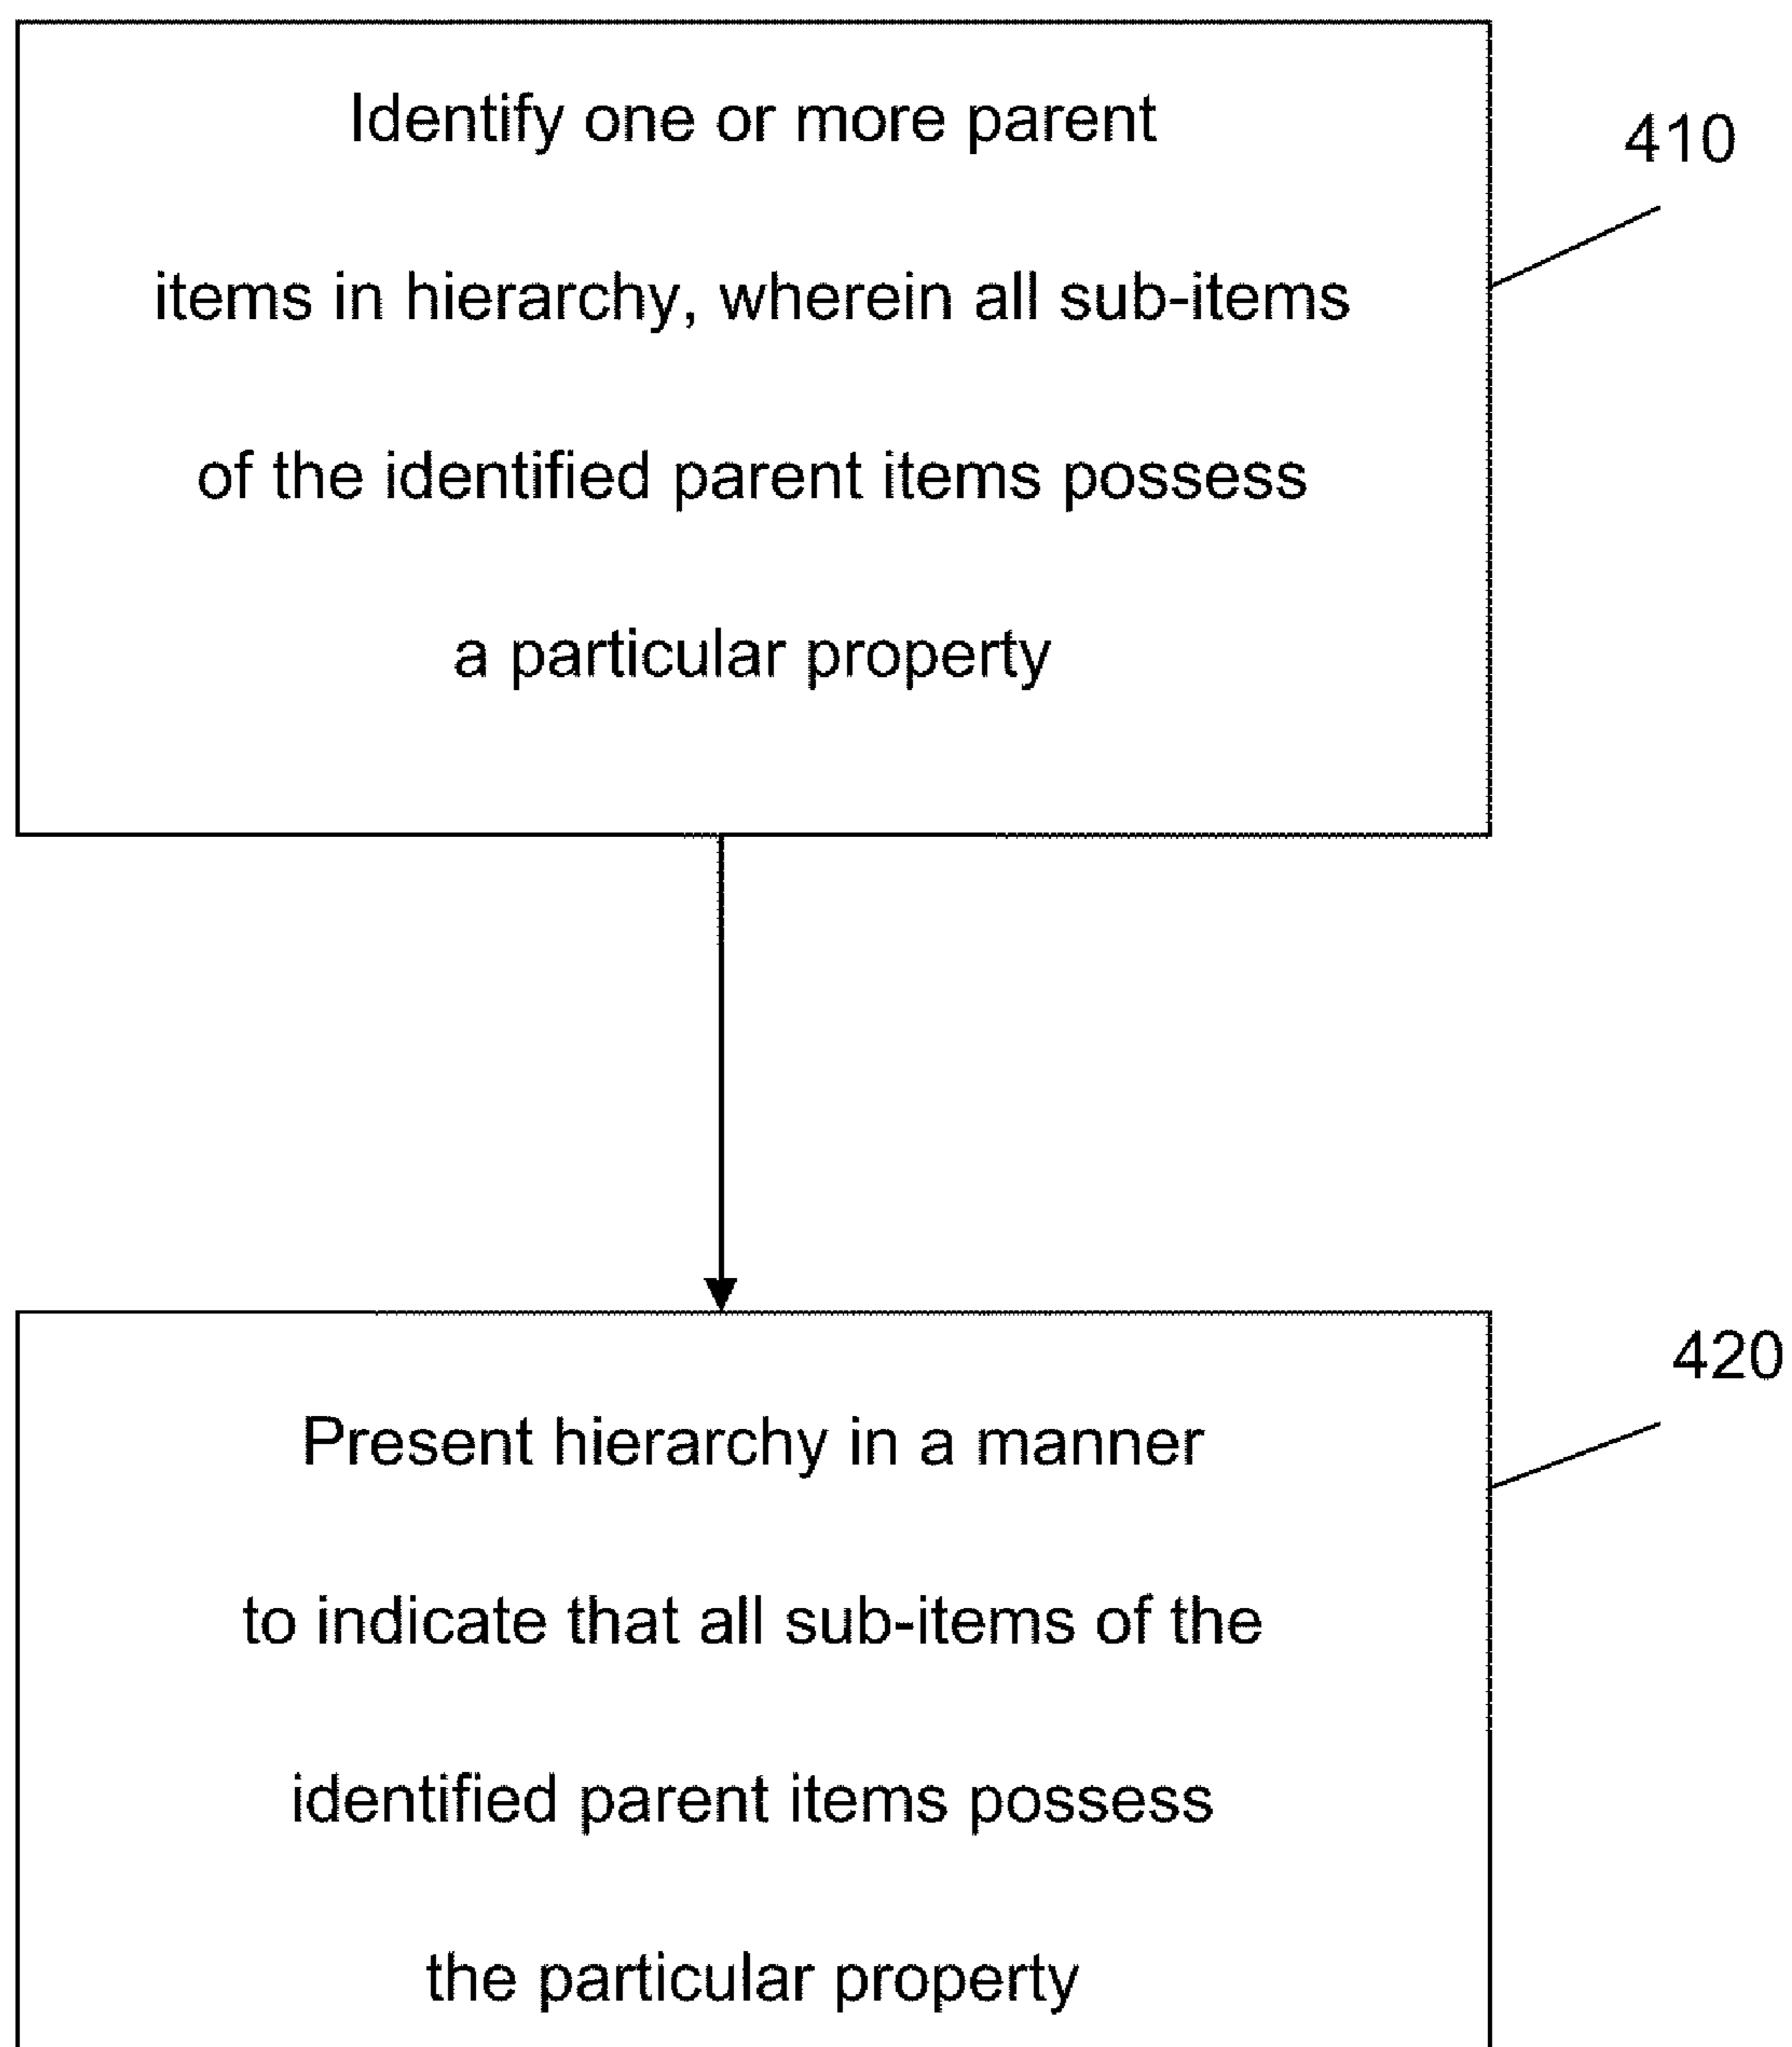 Identify one or more parent
410
items in hierarchy, wherein all sub-items
of the identified parent items possess
a particular property
420
Present hierarchy in a manner
to indicate that all sub-items of the
identified parent items possess
the particular property